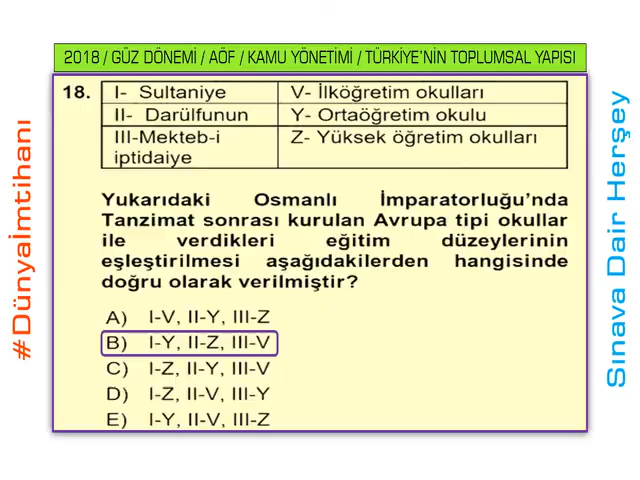 2018 / GÜZ DÖNEMİ / AÖF / KAMU YÖNETİMİ / TÜRKİYE'NİN TOPLUMSAL YAPISI
#Dünyaİmtihanı
18.
I- Sultaniye V- İlköğretim okulları
II- Darülfunun Y- Ortaöğretim okulu
III-Mekteb-i Z- Yüksek öğretim okulları
iptidaiye
Yukarıdaki Osmanlı İmparatorluğu'nda
Tanzimat sonrası kurulan Avrupa tipi okullar
ile verdikleri eğitim düzeylerinin
eşleştirilmesi aşağıdakilerden hangisinde
doğru olarak verilmiştir?
A) I-V, II-Y, III-Z
B) I-Y, II-Z, III-V
C) I-Z, II-Y, III-V
D) I-Z, II-V, III-Y
E) I-Y, II-V, III-Z
Sınava Dair Herşey